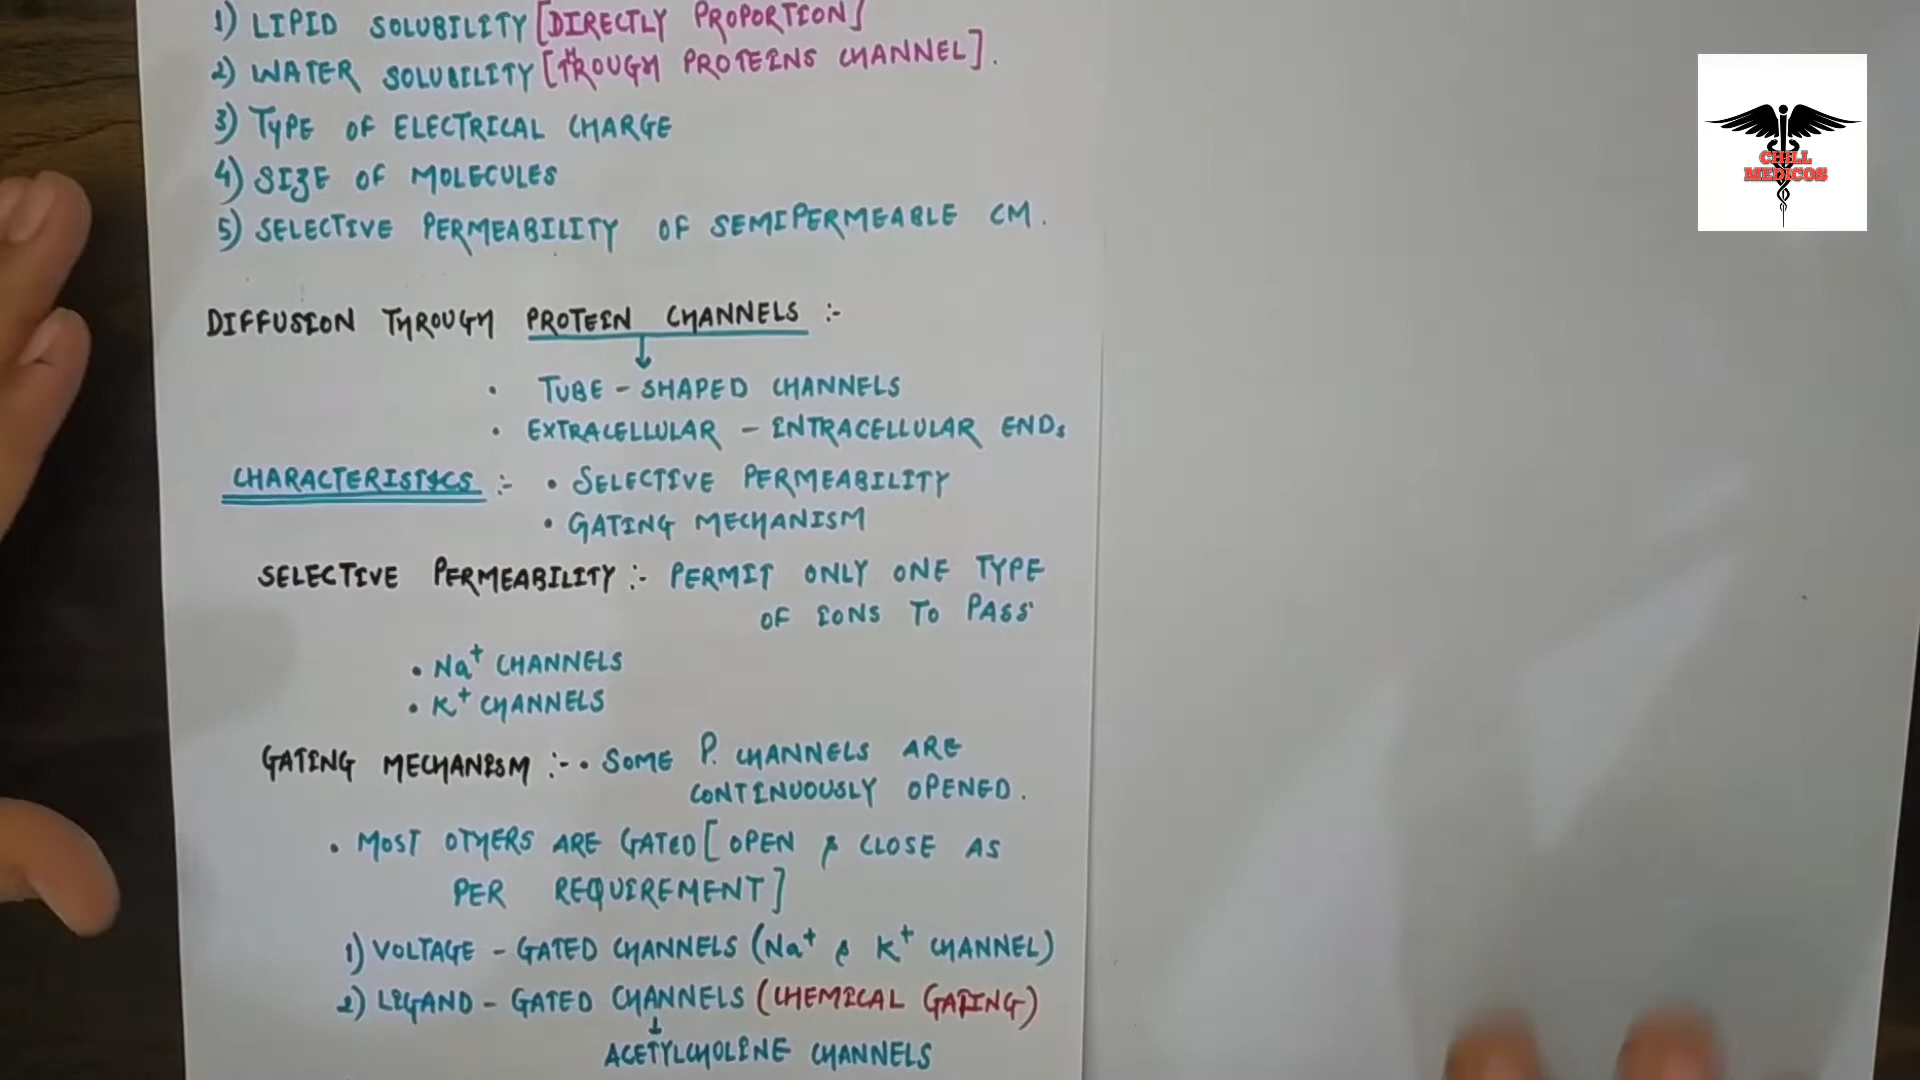 1) LIPID SOLUBILITY [DIRECTLY PROPORTION]
2) WATER SOLUBILITY [THROUGH PROTEINS CHANNEL].
3) TYPE OF ELECTRICAL CHARGE
4) SIZE OF MOLECULES
5) SELECTIVE PERMEABILITY OF SEMIPERMEABLE CM.
DIFFUSION THROUGH PROTEIN CHANNELS :-
• TUBE - SHAPED CHANNELS
• EXTRACELLULAR - INTRACELLULAR ENDs
CHARACTERISTICS :- • SELECTIVE PERMEABILITY
• GATING MECHANISM
SELECTIVE PERMEABILITY :- PERMIT ONLY ONE TYPE
OF IONS TO PASS
• Na+ CHANNELS
• K+ CHANNELS
GATING MECHANISM :- • SOME P. CHANNELS ARE
CONTINUOUSLY OPENED.
• MOST OTHERS ARE GATED [OPEN & CLOSE AS
PER REQUIREMENT]
1) VOLTAGE - GATED CHANNELS (Na+ & K+ CHANNEL)
2) LIGAND - GATED CHANNELS (CHEMICAL GATING)
ACETYLCHOLINE CHANNELS
CHILL
MEDICOS